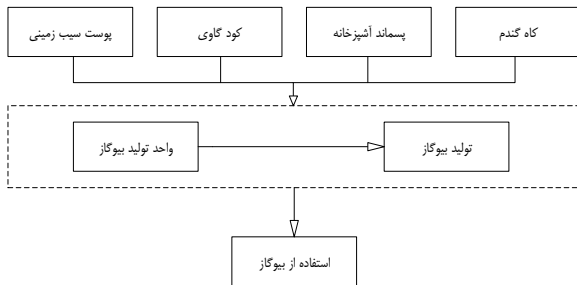 کاه گندم
پسماند آشپزخانه
کود گاوی
پوست سیب زمینی
واحد تولید بیوگاز
تولید بیوگاز
استفاده از بیوگاز